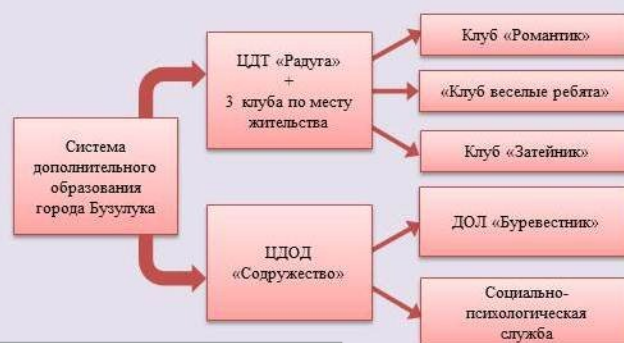 Система
дополнительного
образования
города Бузулука
ЦДТ «Радуга»
+
3 клуба по месту
жительства
Клуб «Романтик»
«Клуб веселые ребята»
Клуб «Затейник»
ЦДОД
«Содружество»
ДОЛ «Буревестник»
Социально-
психологическая
служба